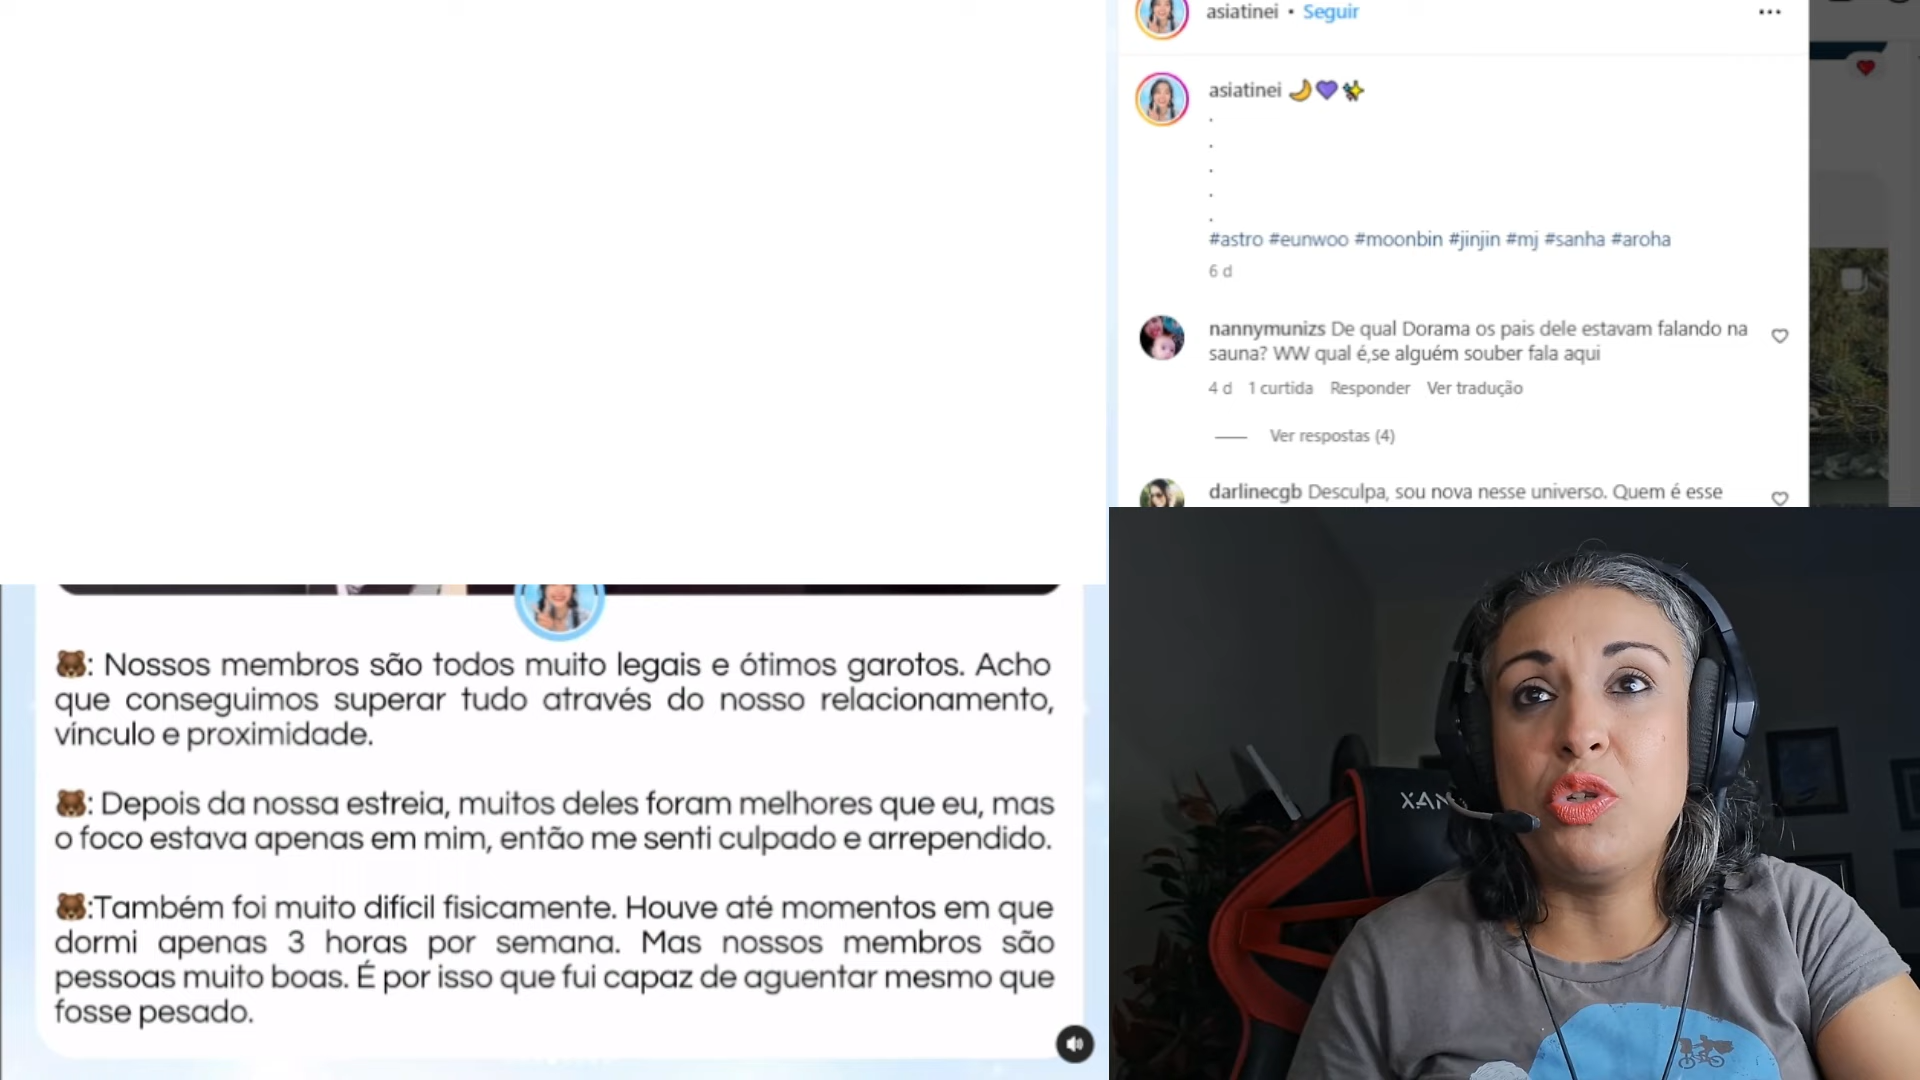 asiatinei • Seguir
asiatinei 🌙💜✨
.
.
.
.
.
#astro #eunwoo #moonbin #jinjin #mj #sanha #aroha
6 d
nannymunizs De qual Dorama os pais dele estavam falando na
sauna? WW qual é,se alguém souber fala aqui
4 d 1 curtida Responder Ver tradução
Ver respostas (4)
darlinecgb Desculpa, sou nova nesse universo. Quem é esse
🐻: Nossos membros são todos muito legais e ótimos garotos. Acho
que conseguimos superar tudo através do nosso relacionamento,
vínculo e proximidade.
🐻: Depois da nossa estreia, muitos deles foram melhores que eu, mas
o foco estava apenas em mim, então me senti culpado e arrependido.
🐻:Também foi muito difícil fisicamente. Houve até momentos em que
dormi apenas 3 horas por semana. Mas nossos membros são
pessoas muito boas. É por isso que fui capaz de aguentar mesmo que
fosse pesado.